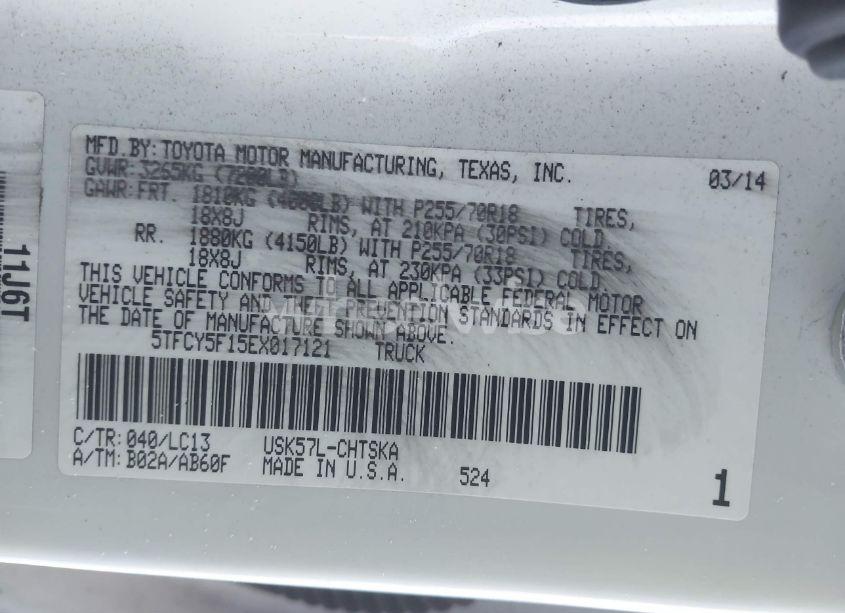 MFD.BY: TOYOTA MOTOR MANUFACTURING, TEXAS, INC. 03/14
GVWR: 3265KG (7200LB)
GAWR: FRT. 1810KG (4000LB) WITH P255/70R18 TIRES,
18X8J RIMS, AT 210KPA (30PSI) COLD.
RR. 1880KG (4150LB) WITH P255/70R18 TIRES,
18X8J RIMS, AT 230KPA (33PSI) COLD.
THIS VEHICLE CONFORMS TO ALL APPLICABLE FEDERAL MOTOR
VEHICLE SAFETY AND THEFT PREVENTION STANDARDS IN EFFECT ON
THE DATE OF MANUFACTURE SHOWN ABOVE.
5TFCY5F15EX017121 TRUCK
C/TR: 040/LC13 USK57L-CHTSKA
A/TM: B02A/AB60F MADE IN U.S.A. 524
1
11J6T